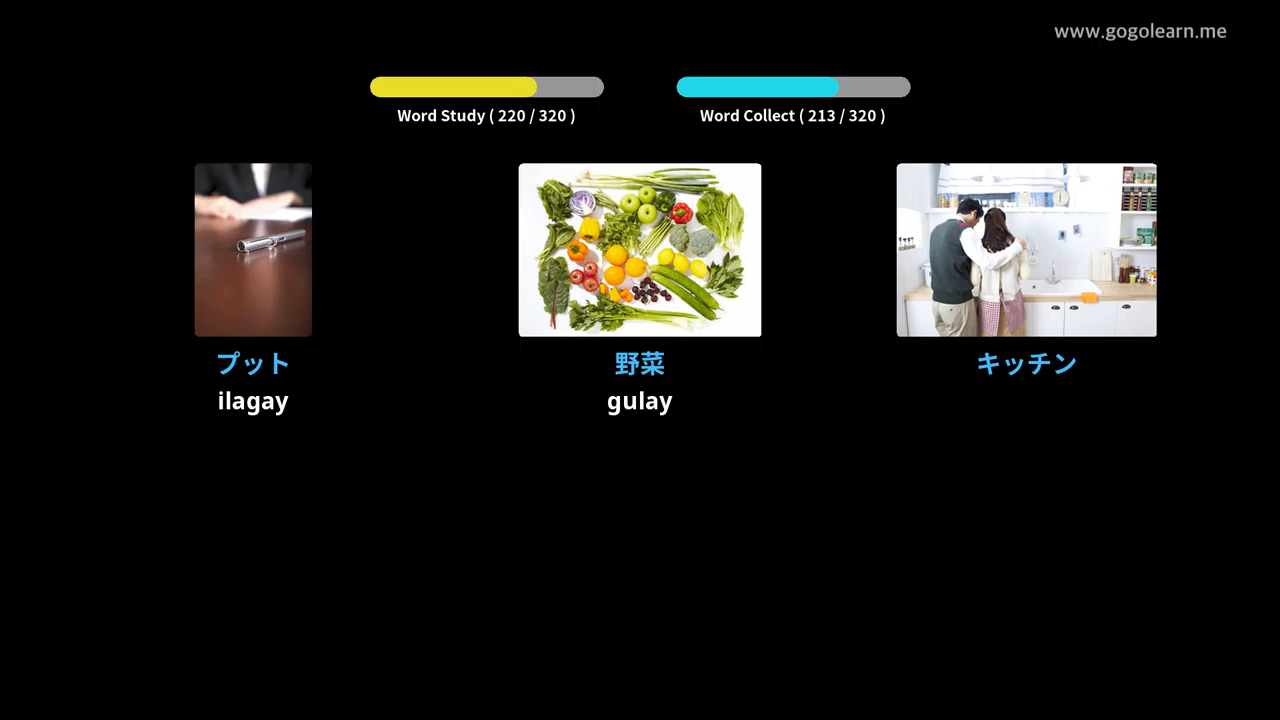 www.gogolearn.me
Word Study ( 220 / 320 )
Word Collect ( 213 / 320 )
プット
ilagay
野菜
gulay
キッチン